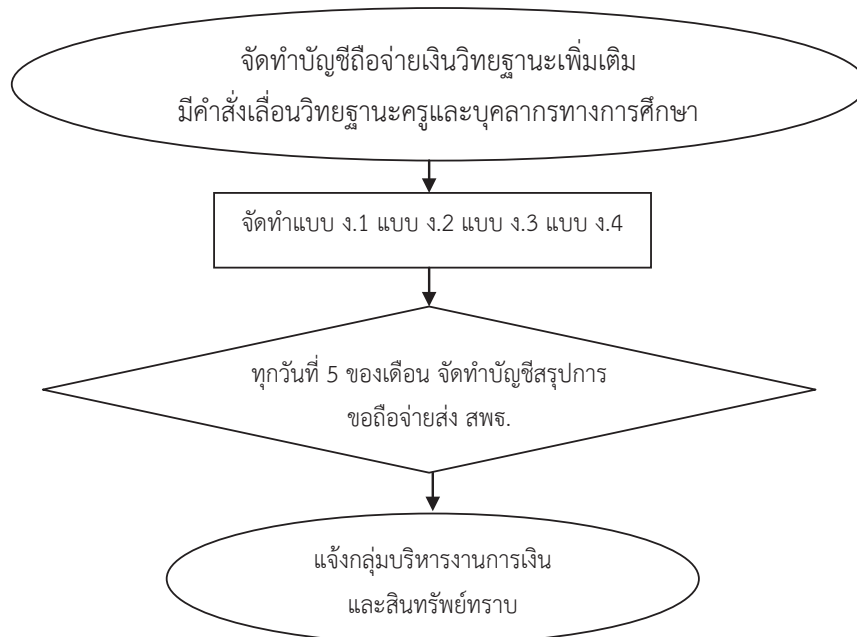 จัดทำบัญชีถือจ่ายเงินวิทยฐานะเพิ่มเติม
มีคำสั่งเลื่อนวิทยฐานะครูและบุคลากรทางการศึกษา
จัดทำแบบ ง.1 แบบ ง.2 แบบ ง.3 แบบ ง.4
ทุกวันที่ 5 ของเดือน จัดทำบัญชีสรุปการ
ขอถือจ่ายส่ง สพฐ.
แจ้งกลุ่มบริหารงานการเงิน
และสินทรัพย์ทราบ